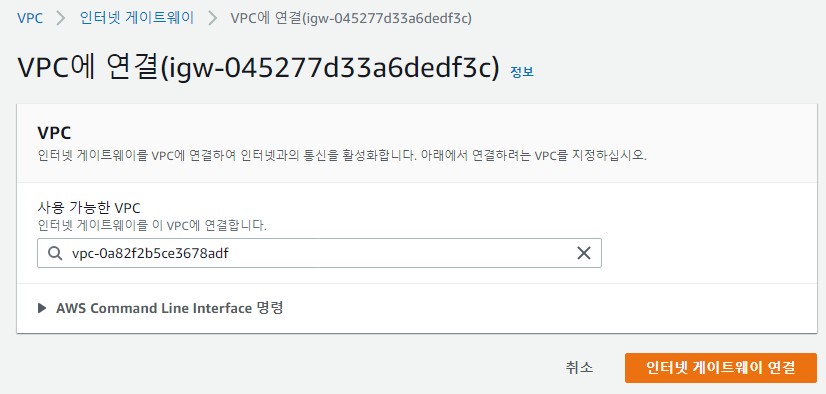 VPC > 인터넷 게이트웨이 > VPC에 연결(igw-045277d33a6dedf3c)
VPC에 연결(igw-045277d33a6dedf3c) 정보
VPC
인터넷 게이트웨이를 VPC에 연결하여 인터넷과의 통신을 활성화합니다. 아래에서 연결하려는 VPC를 지정하십시오.
사용 가능한 VPC
인터넷 게이트웨이를 이 VPC에 연결합니다.
vpc-0a82f2b5ce3678adf
AWS Command Line Interface 명령
취소 인터넷 게이트웨이 연결